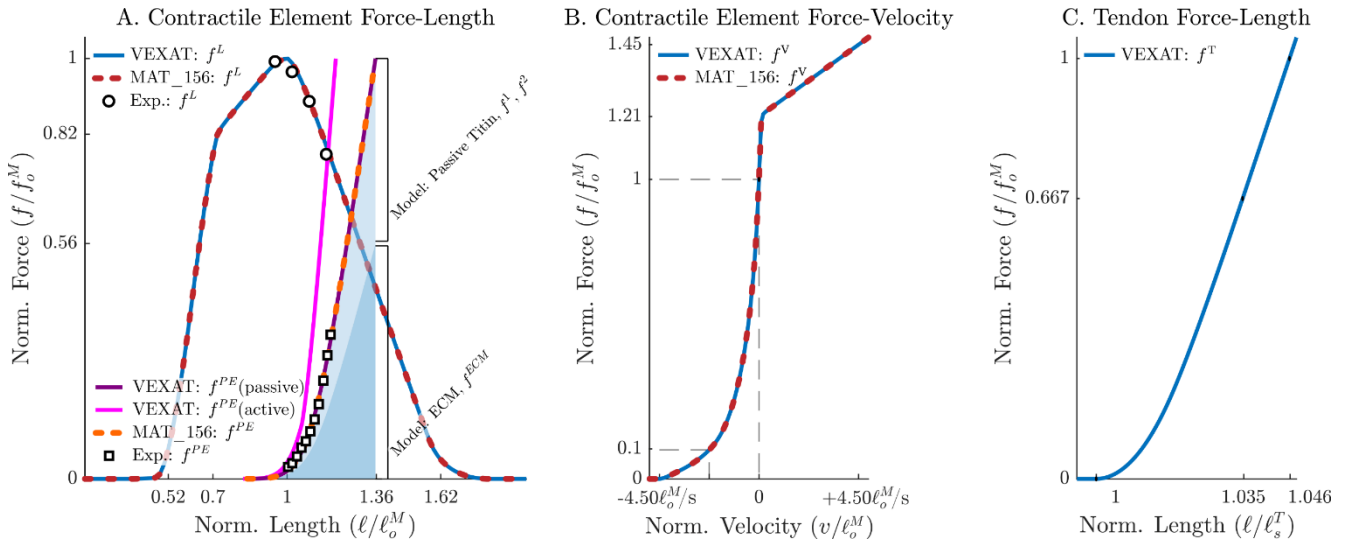 A. Contractile Element Force-Length
VEXAT: f^L
MAT_156: f^L
Exp.: f^L
1
0.82
0.56
0
Norm. Force (f/f_o^M)
VEXAT: f^PE(passive)
VEXAT: f^PE(active)
MAT_156: f^PE
Exp.: f^PE
Model: Passive Titin, f^1, f^2
Model: ECM, f^ECM
0.52 0.7 1 1.36 1.62
Norm. Length (ℓ/ℓ_o^M)
B. Contractile Element Force-Velocity
VEXAT: f^V
MAT_156: f^V
1.45
1.21
1
0.1
0
Norm. Force (f/f_o^M)
-4.50ℓ_o^M/s 0 +4.50ℓ_o^M/s
Norm. Velocity (v/ℓ_o^M)
C. Tendon Force-Length
VEXAT: f^T
1
0.667
0
Norm. Force (f/f_o^M)
1 1.035 1.046
Norm. Length (ℓ/ℓ_s^T)